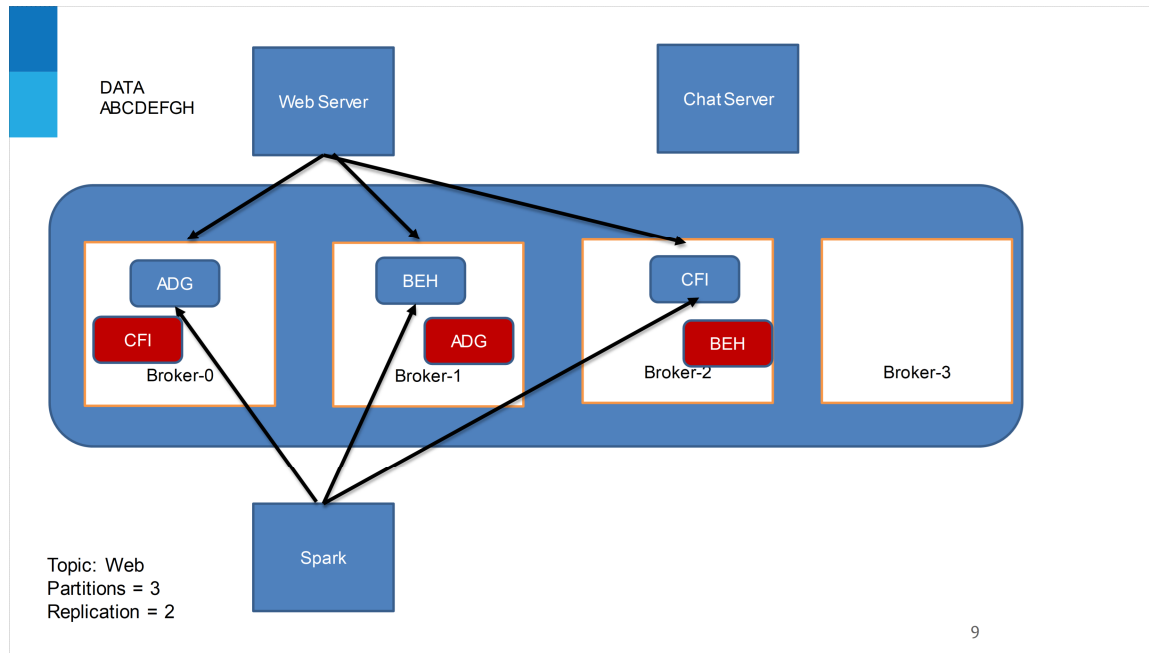 DATA
ABCDEFGH
Web Server
Chat Server
ADG
CFI
Broker-0
BEH
ADG
Broker-1
CFI
BEH
Broker-2
Broker-3
Spark
Topic: Web
Partitions = 3
Replication = 2
9